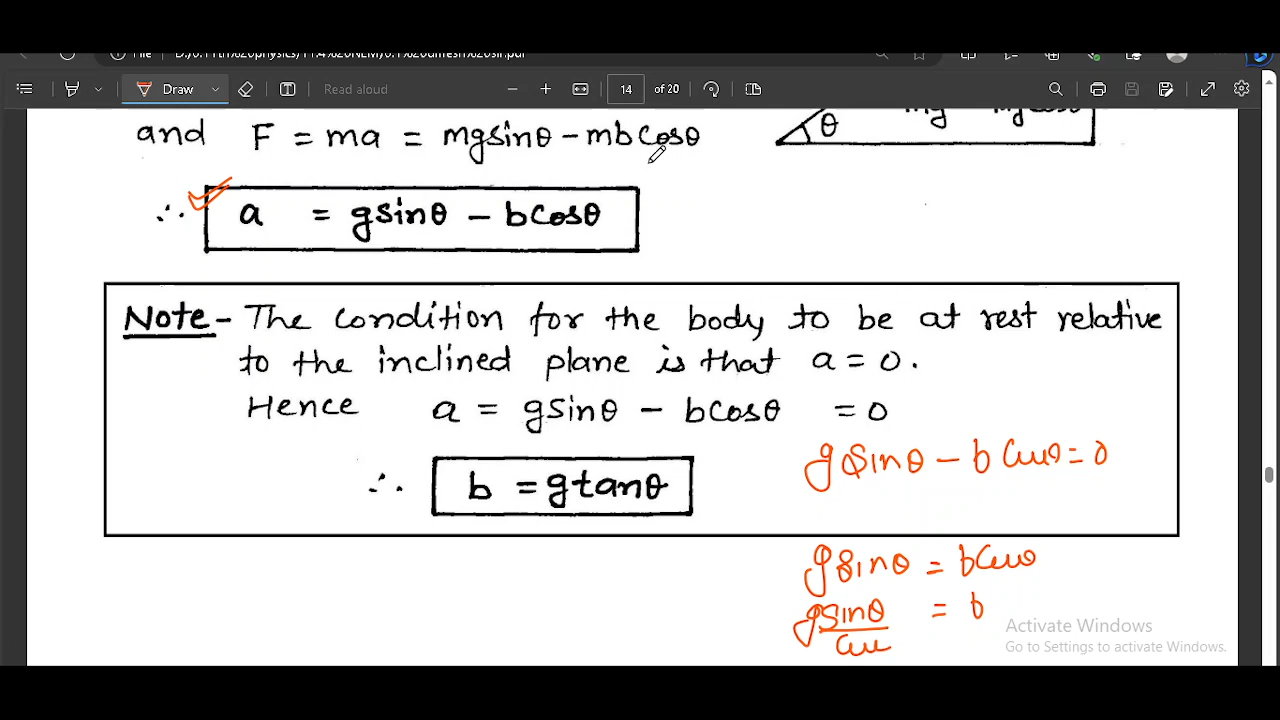 File
Draw
Read aloud
14 of 20
and F = ma = mgsinθ - mbcosθ
θ
∴ a = gsinθ - bcosθ
Note - The condition for the body to be at rest relative
to the inclined plane is that a = 0.
Hence a = gsinθ - bcosθ = 0
gsinθ - b cosθ = 0
∴ b = gtanθ
gsinθ = bcosθ
gsinθ/cos = b
Activate Windows
Go to Settings to activate Windows.